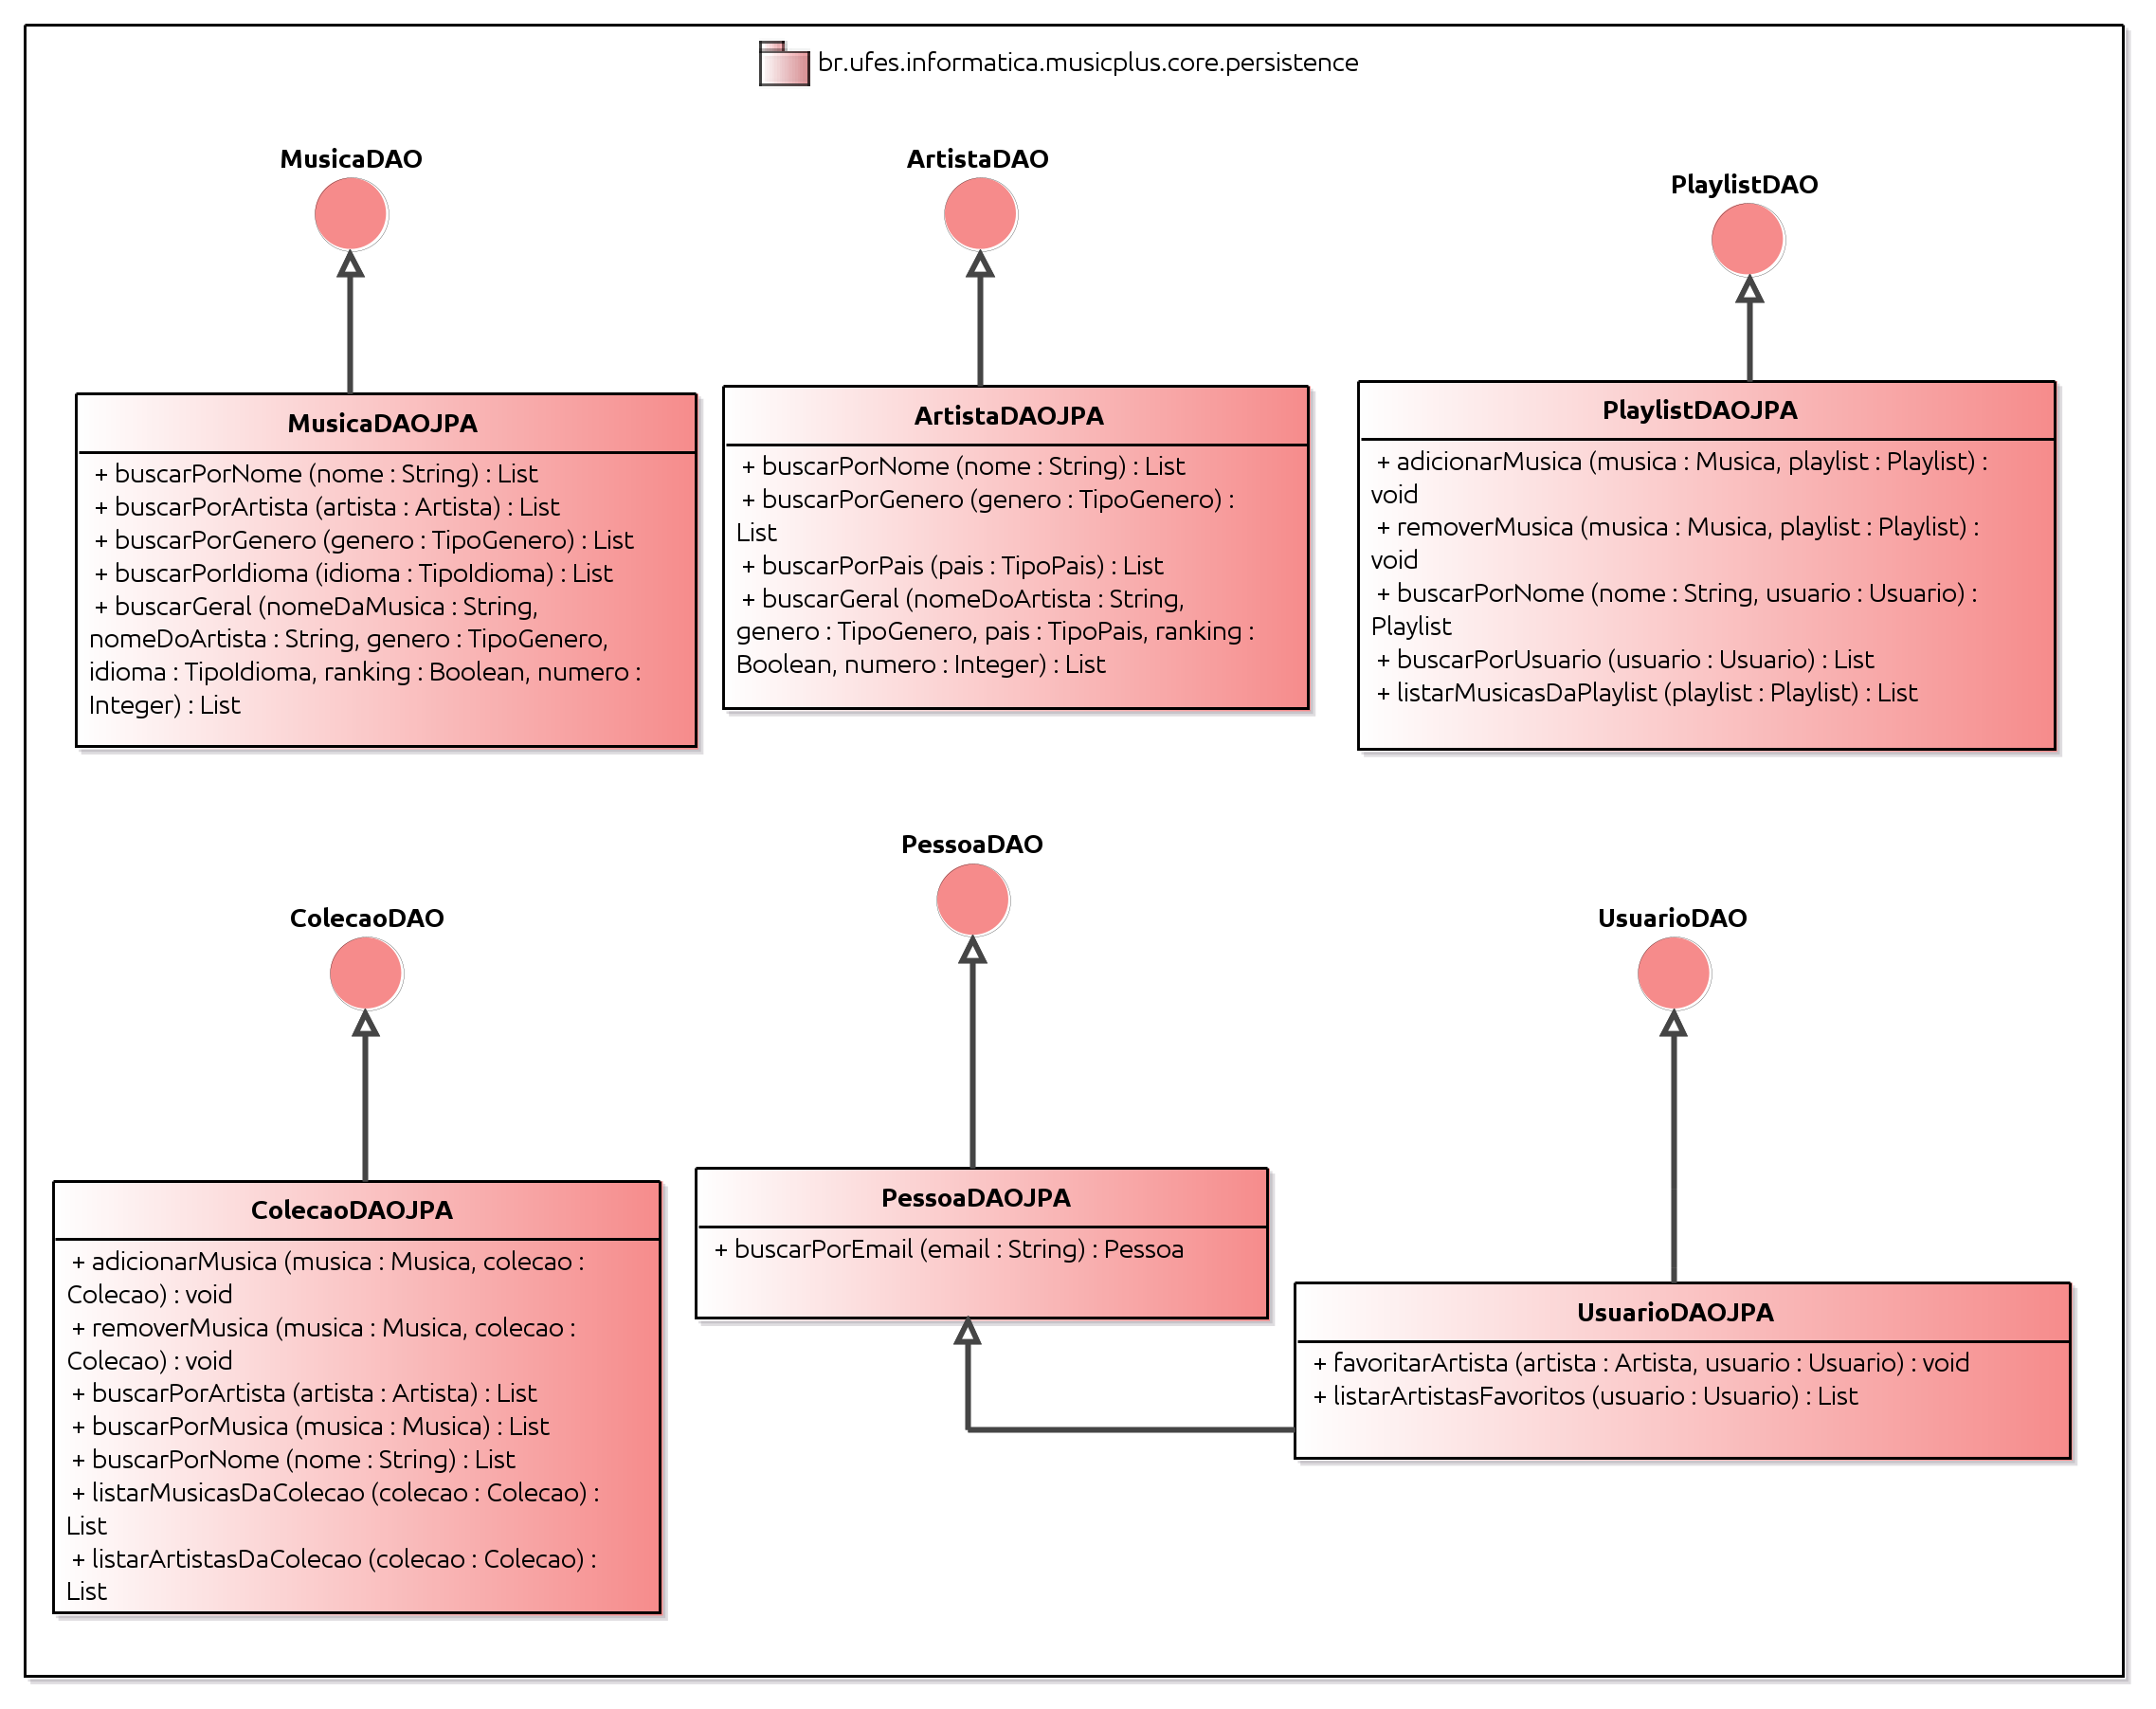 br.ufes.informatica.musicplus.core.persistence
MusicaDAO
MusicaDAOJPA
+ buscarPorNome (nome : String) : List
+ buscarPorArtista (artista : Artista) : List
+ buscarPorGenero (genero : TipoGenero) : List
+ buscarPorIdioma (idioma : TipoIdioma) : List
+ buscarGeral (nomeDaMusica : String,
nomeDoArtista : String, genero : TipoGenero,
idioma : TipoIdioma, ranking : Boolean, numero :
Integer) : List
ArtistaDAO
ArtistaDAOJPA
+ buscarPorNome (nome : String) : List
+ buscarPorGenero (genero : TipoGenero) :
List
+ buscarPorPais (pais : TipoPais) : List
+ buscarGeral (nomeDoArtista : String,
genero : TipoGenero, pais : TipoPais, ranking :
Boolean, numero : Integer) : List
PlaylistDAO
PlaylistDAOJPA
+ adicionarMusica (musica : Musica, playlist : Playlist) :
void
+ removerMusica (musica : Musica, playlist : Playlist) :
void
+ buscarPorNome (nome : String, usuario : Usuario) :
Playlist
+ buscarPorUsuario (usuario : Usuario) : List
+ listarMusicasDaPlaylist (playlist : Playlist) : List
ColecaoDAO
ColecaoDAOJPA
+ adicionarMusica (musica : Musica, colecao :
Colecao) : void
+ removerMusica (musica : Musica, colecao :
Colecao) : void
+ buscarPorArtista (artista : Artista) : List
+ buscarPorMusica (musica : Musica) : List
+ buscarPorNome (nome : String) : List
+ listarMusicasDaColecao (colecao : Colecao) :
List
+ listarArtistasDaColecao (colecao : Colecao) :
List
PessoaDAO
PessoaDAOJPA
+ buscarPorEmail (email : String) : Pessoa
UsuarioDAO
UsuarioDAOJPA
+ favoritarArtista (artista : Artista, usuario : Usuario) : void
+ listarArtistasFavoritos (usuario : Usuario) : List